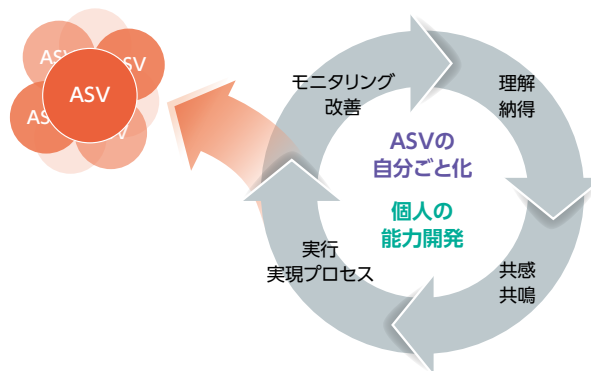 ASV
ASV
ASV
モニタリング
改善
理解
納得
ASVの
自分ごと化
個人の
能力開発
実行
実現プロセス
共感
共鳴